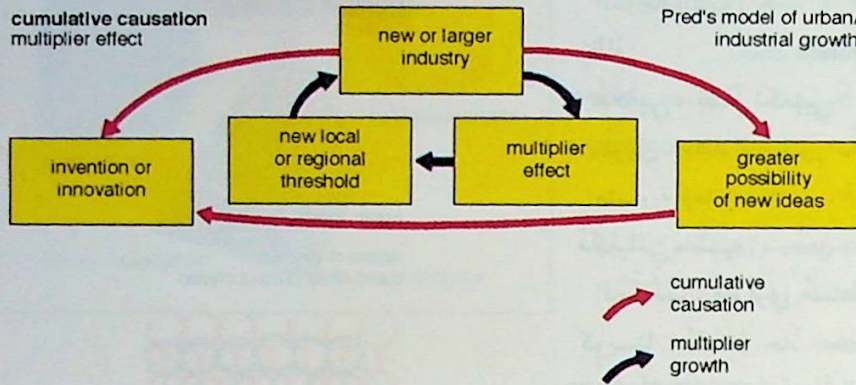 cumulative causation
multiplier effect
Pred's model of urban/
industrial growth
new or larger
industry
invention or
innovation
new local
or regional
threshold
multiplier
effect
greater
possibility
of new ideas
cumulative
causation
multiplier
growth